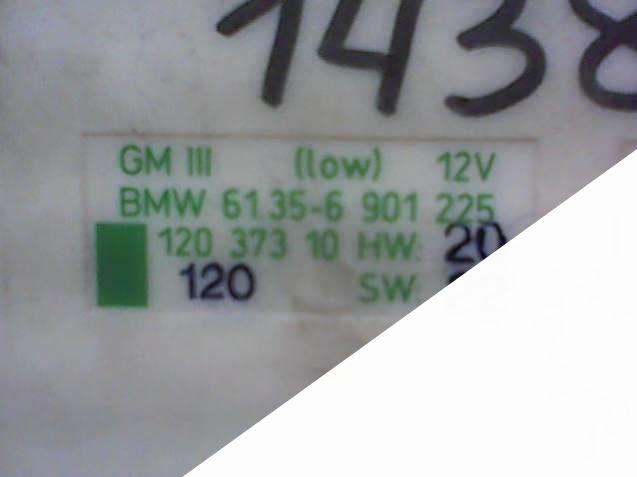 1438
GM III (low) 12V
BMW 61.35-6 901 225
120 373 10 HW: 20
120 SW: